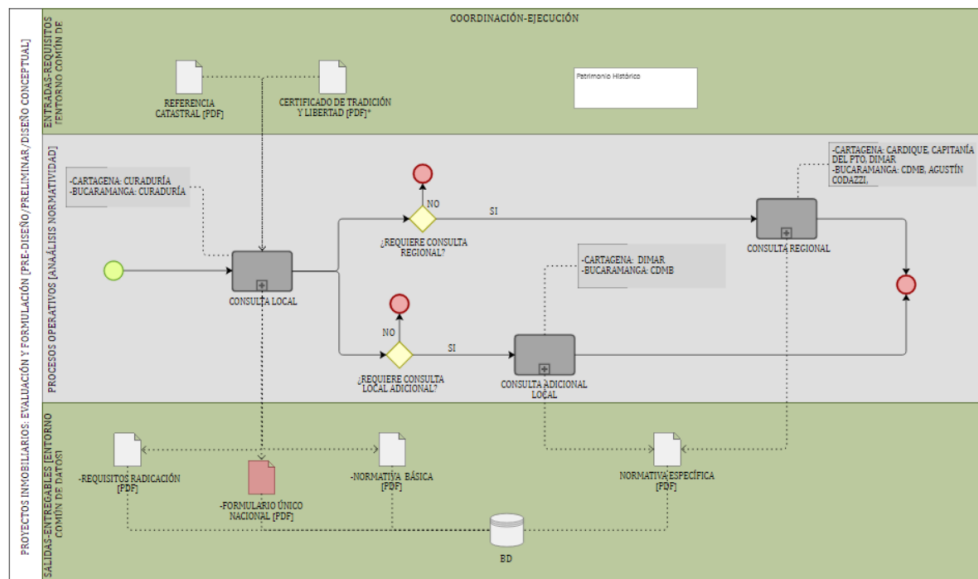 COORDINACIÓN-EJECUCIÓN
PROYECTOS INMOBILIARIOS: EVALUACIÓN Y FORMULACIÓN [PRE-DISEÑO/PRELIMINAR/DISEÑO CONCEPTUAL]
ENTRADAS-REQUISITOS
[ENTORNO COMÚN DE
REFERENCIA
CATASTRAL [PDF]
CERTIFICADO DE TRADICIÓN
Y LIBERTAD [PDF]*
Patrimonio Histórico
PROCESOS OPERATIVOS [ANAÁLISIS NORMATIVIDAD]
-CARTAGENA: CURADURÍA
-BUCARAMANGA: CURADURÍA
CONSULTA LOCAL
NO
¿REQUIERE CONSULTA
REGIONAL?
SI
-CARTAGENA: CARDIQUE, CAPITANÍA
DEL PTO, DIMAR
-BUCARAMANGA: CDMB, AGUSTÍN
CODAZZI,
CONSULTA REGIONAL
-CARTAGENA: DIMAR
-BUCARAMANGA: CDMB
NO
¿REQUIERE CONSULTA
LOCAL ADICIONAL?
SI
CONSULTA ADICIONAL
LOCAL
SALIDAS-ENTREGABLES [ENTORNO
COMÚN DE DATOS]
-REQUISITOS RADICACIÓN
[PDF]
-FORMULARIO ÚNICO
NACIONAL [PDF]
-NORMATIVA BÁSICA
[PDF]
NORMATIVA ESPECÍFICA
[PDF]
BD